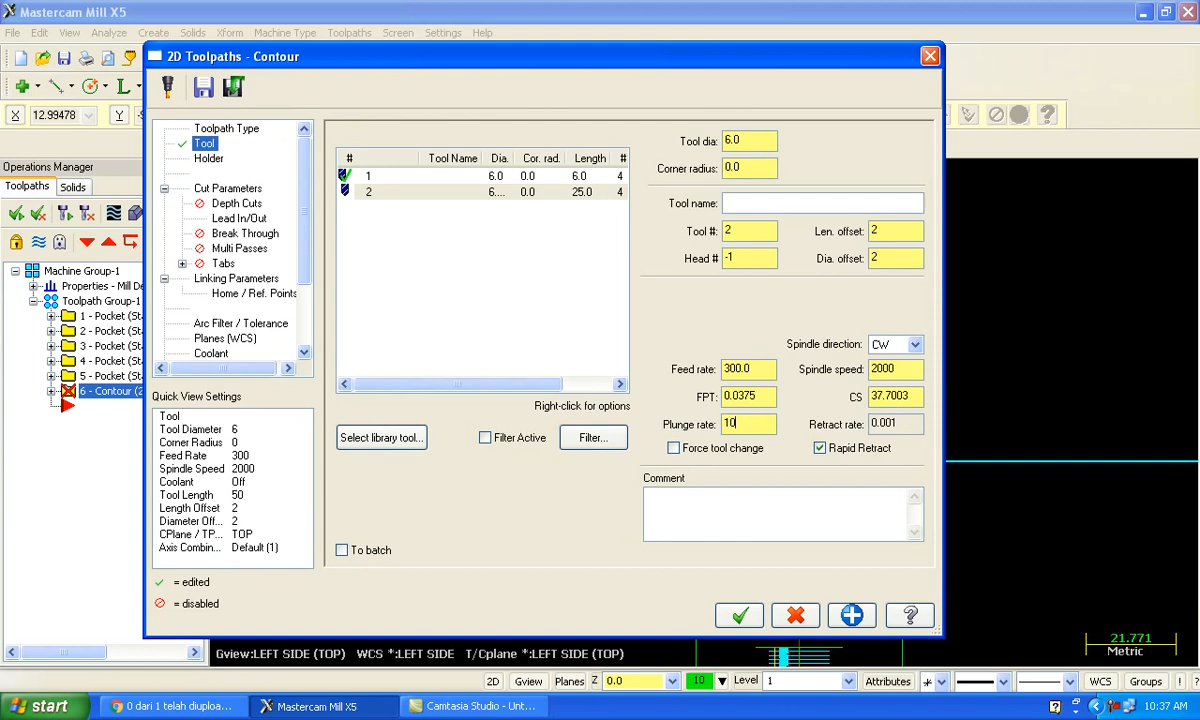 Mastercam Mill X5
File Edit View Analyze Create Solids Xform Machine Type Toolpaths Screen Settings Help
X 12.99478 Y
2D Toolpaths - Contour
Operations Manager
Toolpaths Solids
Machine Group-1
Properties - Mill De
Toolpath Group-1
1 - Pocket (Sta
2 - Pocket (Sta
3 - Pocket (Sta
4 - Pocket (Sta
5 - Pocket (Sta
6 - Contour (2
Toolpath Type
Tool
Holder
Cut Parameters
Depth Cuts
Lead In/Out
Break Through
Multi Passes
Tabs
Linking Parameters
Home / Ref. Points
Arc Filter / Tolerance
Planes (WCS)
Coolant
Quick View Settings
Tool
Tool Diameter 6
Corner Radius 0
Feed Rate 300
Spindle Speed 2000
Coolant Off
Tool Length 50
Length Offset 2
Diameter Off... 2
CPlane / TP... TOP
Axis Combin... Default (1)
= edited
= disabled
# Tool Name Dia. Cor. rad. Length #
1 6.0 0.0 6.0 4
2 6.... 0.0 25.0 4
Right-click for options
Select library tool... Filter Active Filter...
To batch
Tool dia: 6.0
Corner radius: 0.0
Tool name:
Tool #: 2 Len. offset: 2
Head # -1 Dia. offset: 2
Spindle direction: CW
Feed rate: 300.0 Spindle speed: 2000
FPT: 0.0375 CS 37.7003
Plunge rate: 10 Retract rate: 0.001
Force tool change Rapid Retract
Comment
21.771
Metric
Gview:LEFT SIDE (TOP) WCS *:LEFT SIDE T/Cplane *:LEFT SIDE (TOP)
2D Gview Planes Z 0.0 10 Level 1 Attributes * WCS Groups ! ?
start 0 dari 1 telah diuploa... Mastercam Mill X5 Camtasia Studio - Unt... 10:37 AM